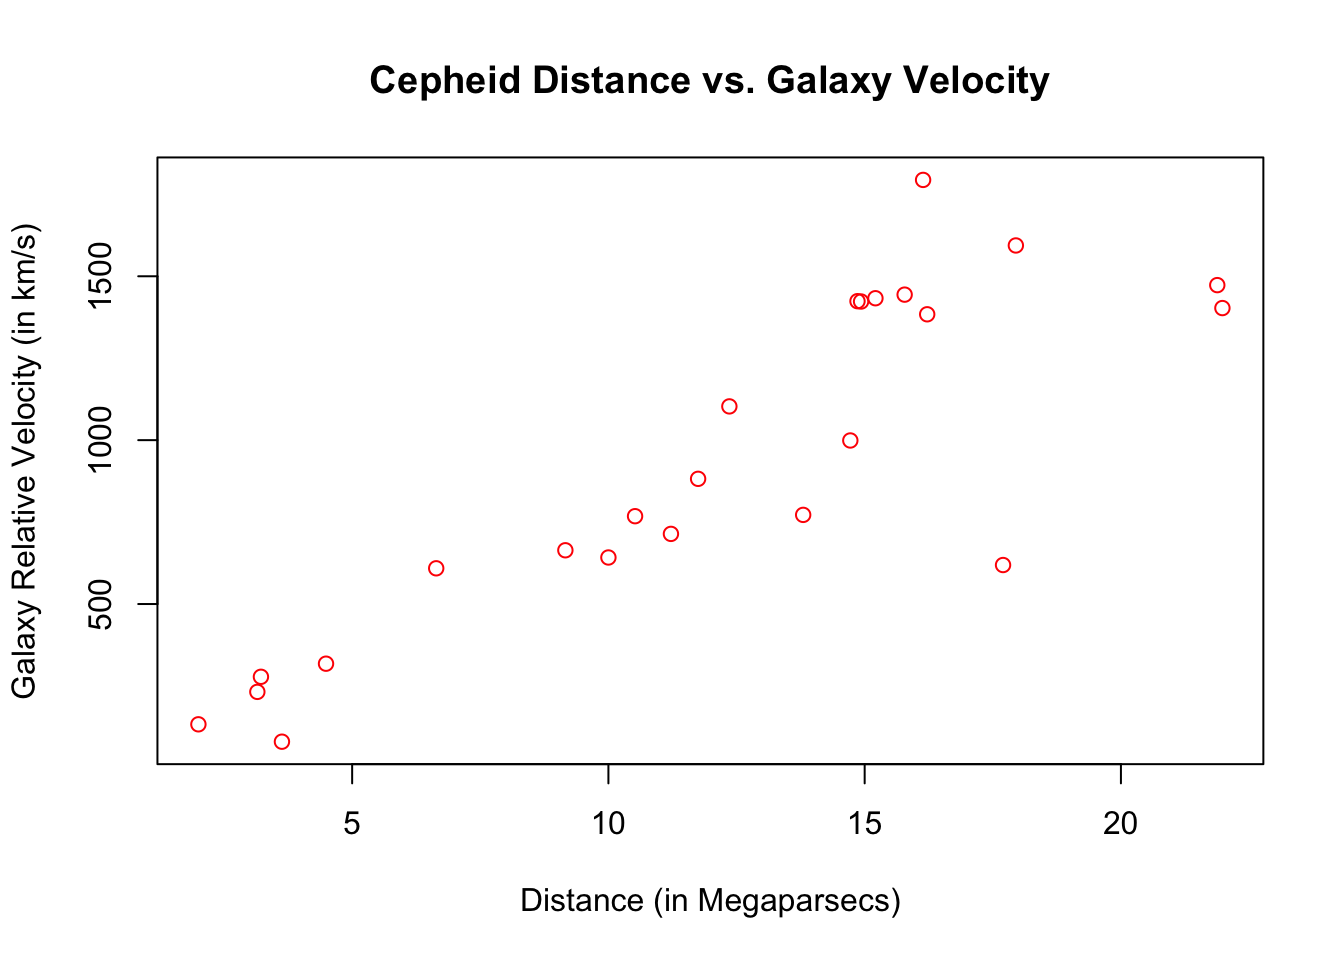 Cepheid Distance vs. Galaxy Velocity
Galaxy Relative Velocity (in km/s)
1500
1000
500
5 10 15 20
Distance (in Megaparsecs)